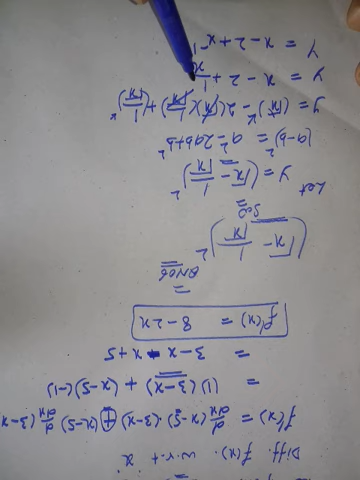 Diff. f(x). w.r.t x
f'(x) = d/dx (x-5) . (3-x) + (x-5) d/dx (3-x
= (1) (3-x) + (x-5) (-1)
= 3-x-x+5
f'(x) = 8-2x
=
(√x - 1/√x)²
Sol
Let y = (√x - 1/√x)²
(a-b)² = a²-2ab+b²
y = (√x)² - 2(√x)(1/√x) + (1/√x)²
y = x - 2 + 1/x
y = x-2+x⁻¹